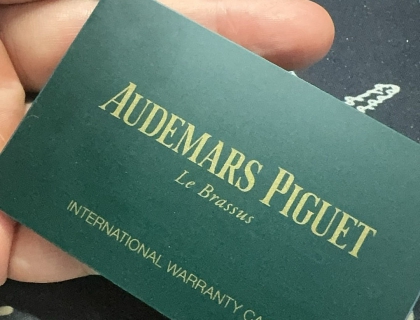 AUDEMARS PIGUET
Le Brassus
INTERNATIONAL WARRANTY